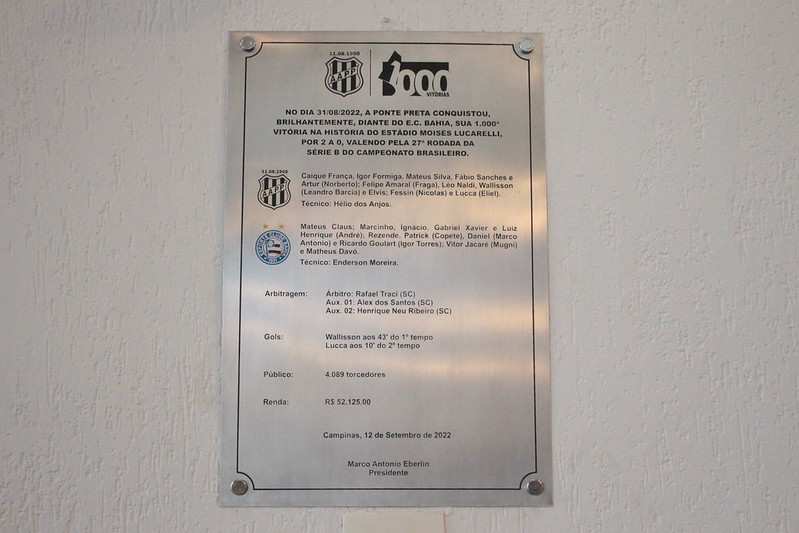 11.08.1900
AAPP
1000
VITÓRIAS
NO DIA 31/08/2022, A PONTE PRETA CONQUISTOU,
BRILHANTEMENTE, DIANTE DO E.C. BAHIA, SUA 1.000ª
VITÓRIA NA HISTÓRIA DO ESTÁDIO MOISÉS LUCARELLI,
POR 2 A 0, VALENDO PELA 27ª RODADA DA
SÉRIE B DO CAMPEONATO BRASILEIRO.
11.08.1900
AAPP
Caíque França, Igor Formiga, Mateus Silva, Fábio Sanches e
Artur (Norberto); Felipe Amaral (Fraga), Léo Naldi, Wallisson
(Leandro Barcia) e Elvis; Fessin (Nicolas) e Lucca (Eliel).
Técnico: Hélio dos Anjos.
Mateus Claus; Marcinho, Ignácio, Gabriel Xavier e Luiz
Henrique (André); Rezende, Patrick (Copete), Daniel (Marco
Antonio) e Ricardo Goulart (Igor Torres); Vitor Jacaré (Mugni)
e Matheus Davó.
Técnico: Enderson Moreira.
Arbitragem: Árbitro: Rafael Traci (SC)
Aux. 01: Alex dos Santos (SC)
Aux. 02: Henrique Neu Ribeiro (SC)
Gols: Wallisson aos 43' do 1º tempo
Lucca aos 10' do 2º tempo
Público: 4.089 torcedores
Renda: R$ 52.125,00
Campinas, 12 de Setembro de 2022
Marco Antonio Eberlin
Presidente